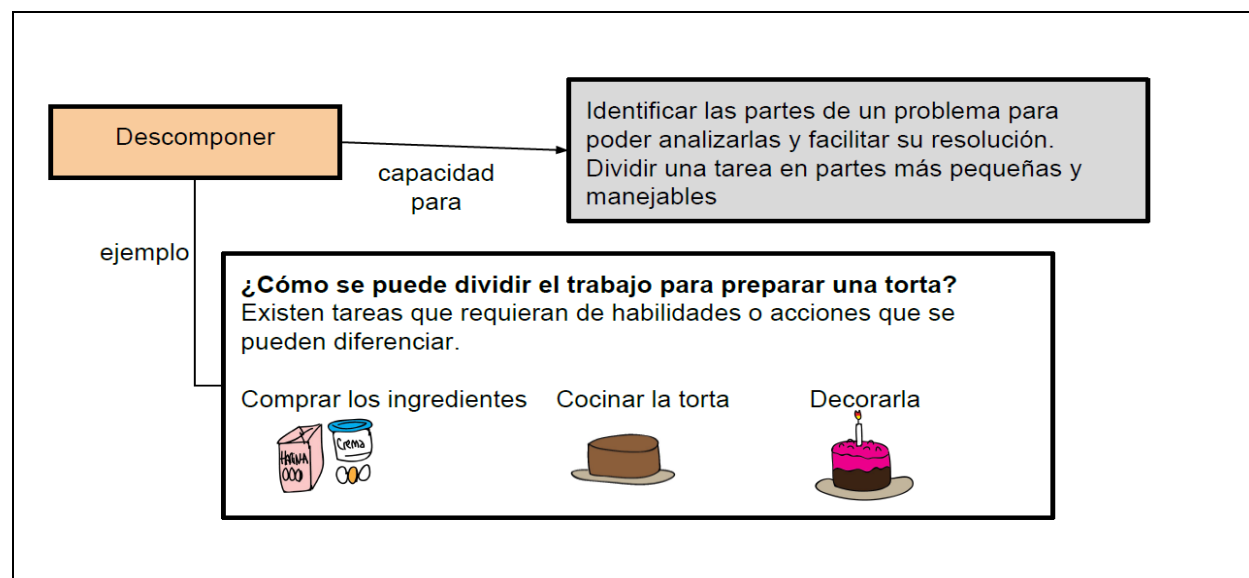 Descomponer
capacidad
para
Identificar las partes de un problema para
poder analizarlas y facilitar su resolución.
Dividir una tarea en partes más pequeñas y
manejables
ejemplo
¿Cómo se puede dividir el trabajo para preparar una torta?
Existen tareas que requieran de habilidades o acciones que se
pueden diferenciar.
Comprar los ingredientes
Cocinar la torta
Decorarla
HARINA
000
Crema